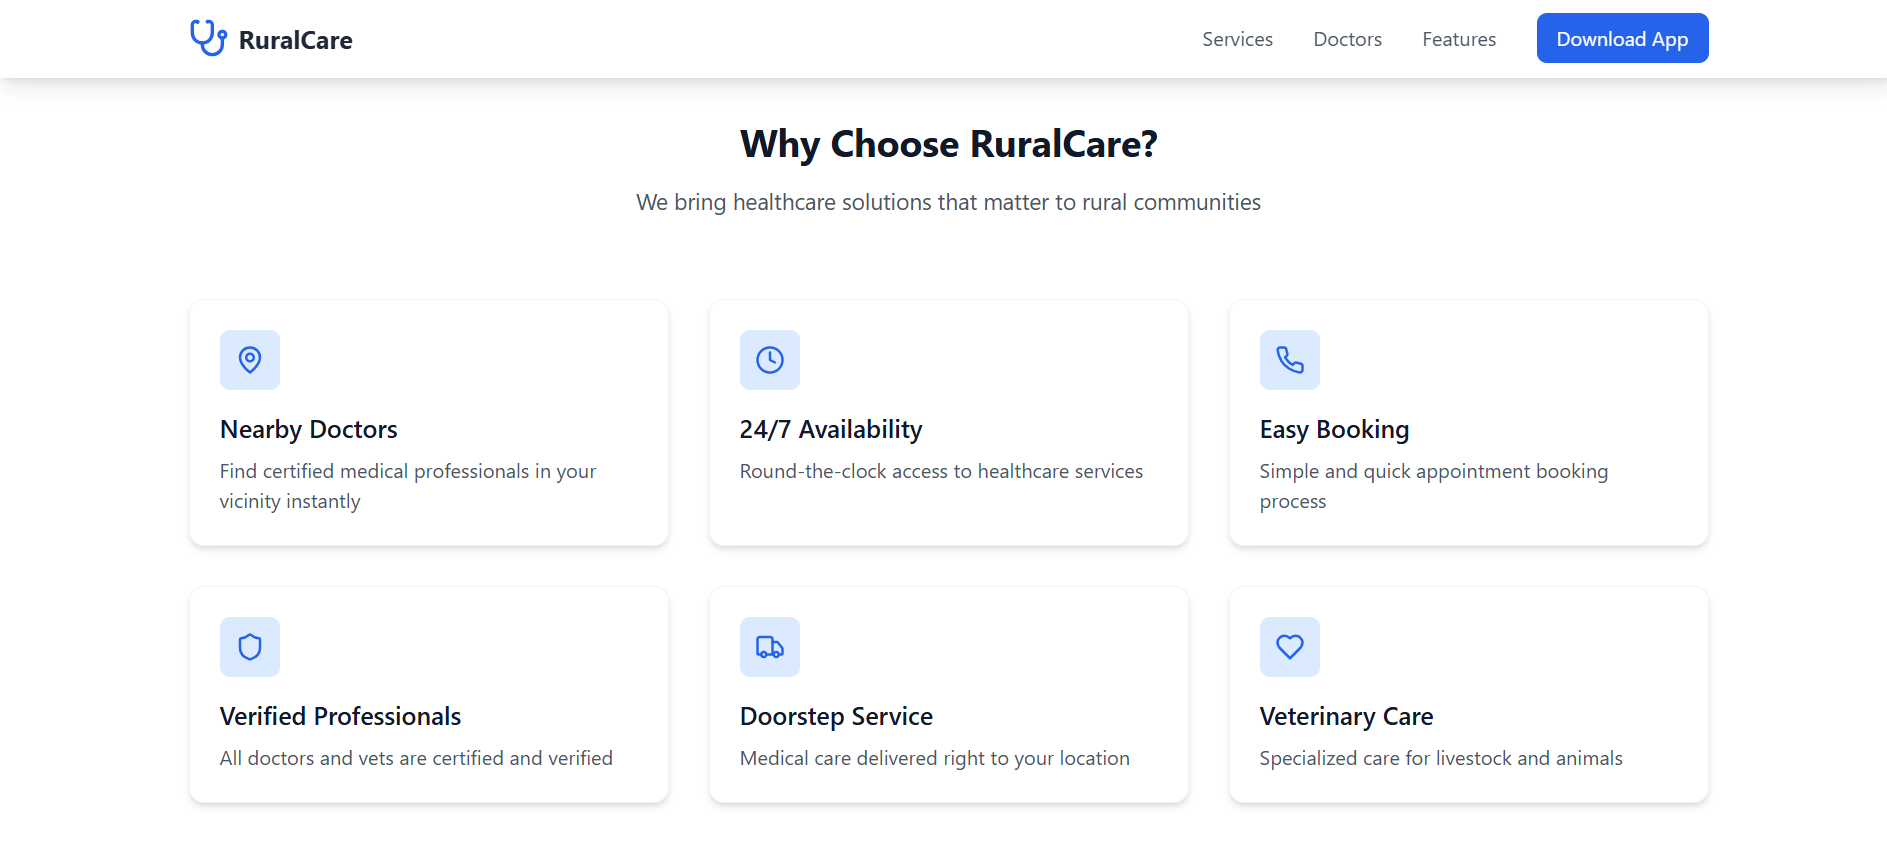 RuralCare
Services
Doctors
Features
Download App
Why Choose RuralCare?
We bring healthcare solutions that matter to rural communities
Nearby Doctors
Find certified medical professionals in your
vicinity instantly
24/7 Availability
Round-the-clock access to healthcare services
Easy Booking
Simple and quick appointment booking
process
Verified Professionals
All doctors and vets are certified and verified
Doorstep Service
Medical care delivered right to your location
Veterinary Care
Specialized care for livestock and animals